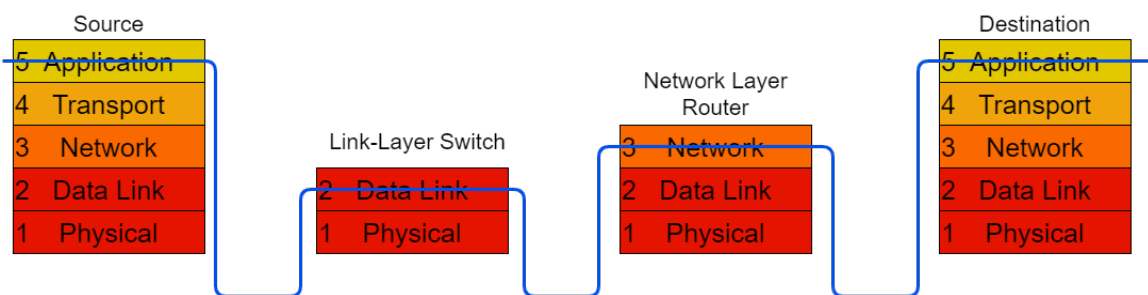 Source
5 Application
4 Transport
3 Network
2 Data Link
1 Physical
Link-Layer Switch
2 Data Link
1 Physical
Network Layer
Router
3 Network
2 Data Link
1 Physical
Destination
5 Application
4 Transport
3 Network
2 Data Link
1 Physical